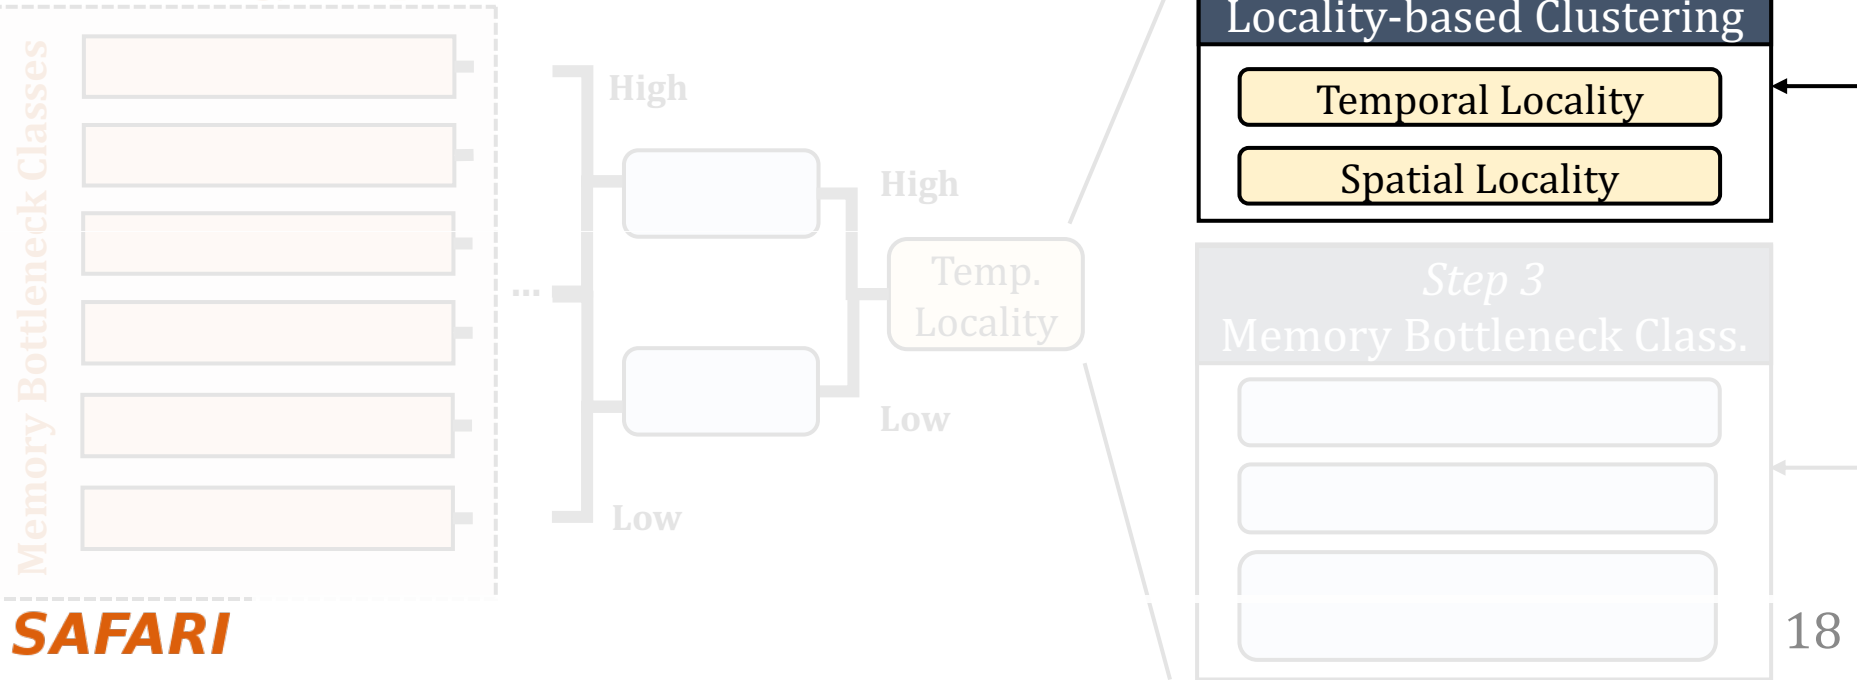 Memory Bottleneck Classes
High
...
Low
High
Low
Temp.
Locality
Locality-based Clustering
Temporal Locality
Spatial Locality
Step 3
Memory Bottleneck Class.
SAFARI
18